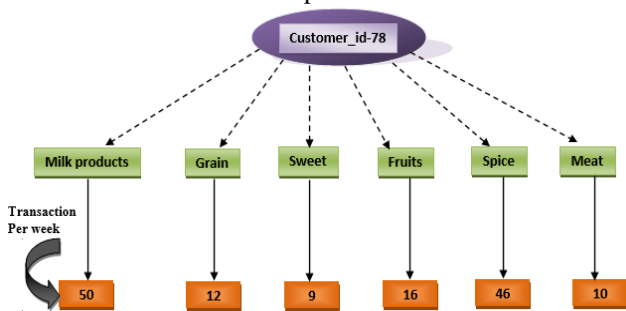 Customer_id-78
Milk products
Grain
Sweet
Fruits
Spice
Meat
Transaction
Per week
50
12
9
16
46
10